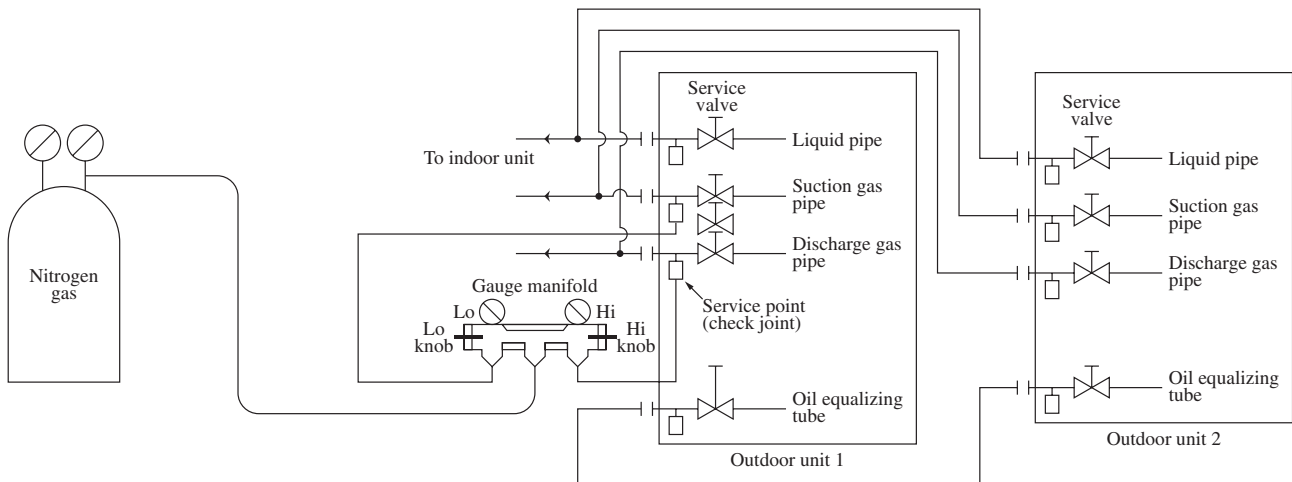 Service
valve
Liquid pipe
To indoor unit
Suction gas
pipe
Discharge gas
pipe
Service point
(check joint)
Oil equalizing
tube
Outdoor unit 1
Nitrogen
gas
Gauge manifold
Lo
Hi
Lo
knob
Hi
knob
Service
valve
Liquid pipe
Suction gas
pipe
Discharge gas
pipe
Oil equalizing
tube
Outdoor unit 2